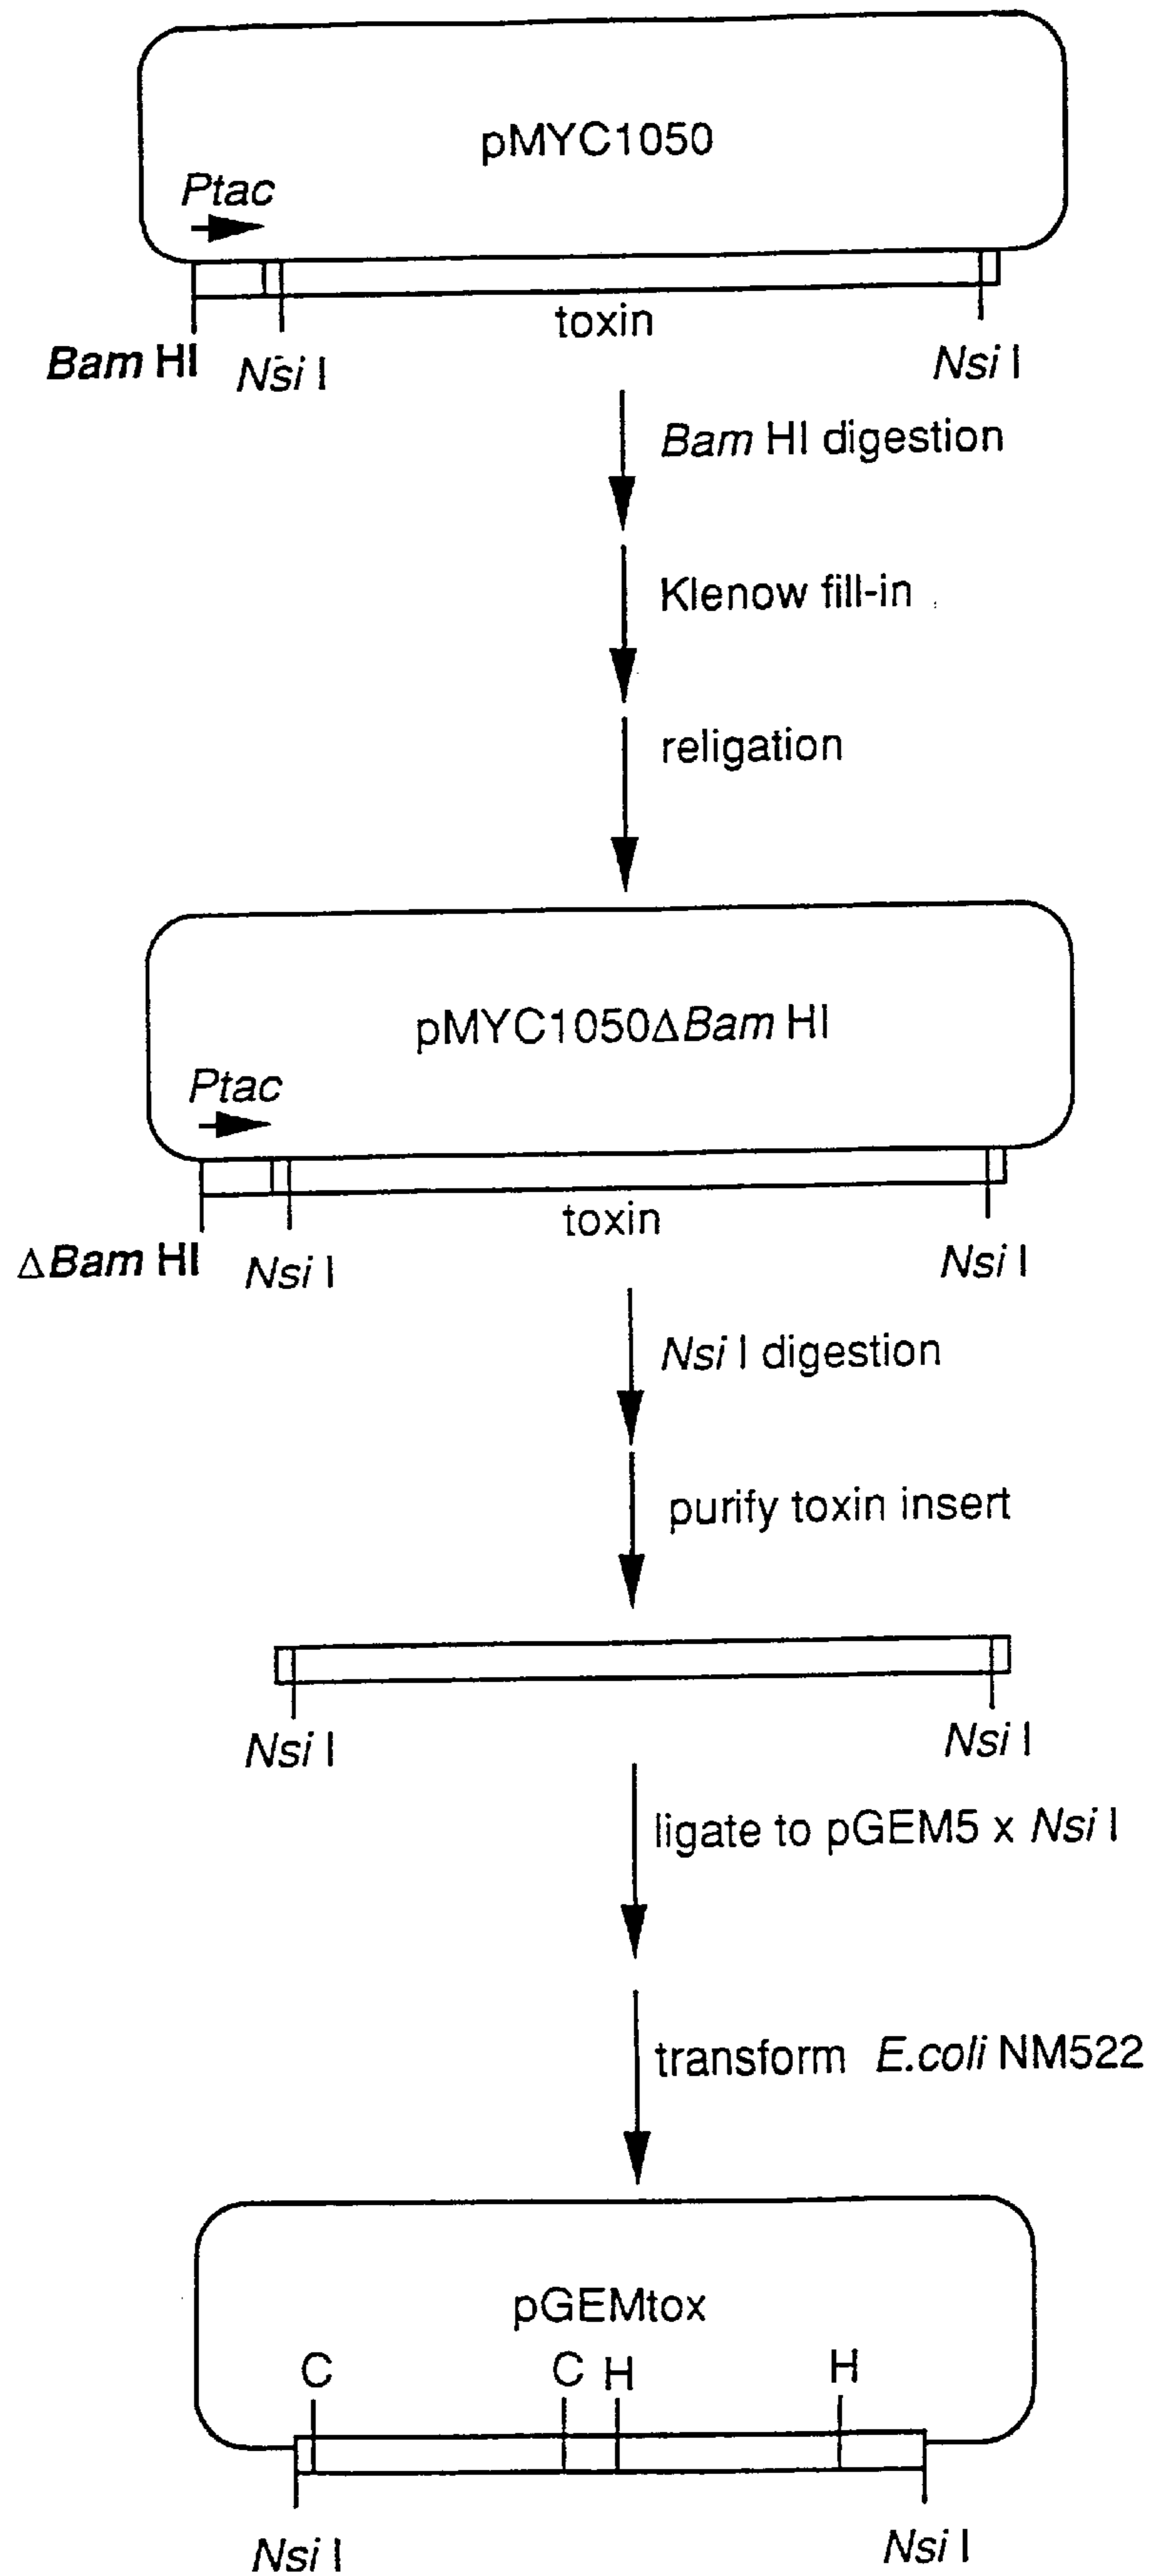 pMYC1050
Ptac
toxin
Bam HI Nsi I Nsi I
Bam HI digestion
Klenow fill-in
religation
pMYC1050ΔBam HI
Ptac
toxin
ΔBam HI Nsi I Nsi I
Nsi I digestion
purify toxin insert
Nsi I Nsi I
ligate to pGEM5 x Nsi I
transform E.coli NM522
pGEMtox
C C H H
Nsi I Nsi I